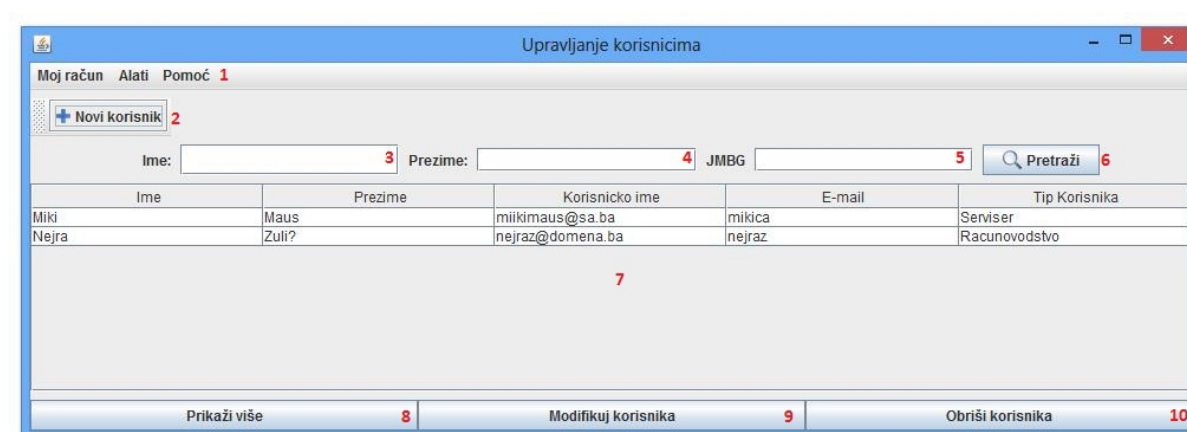 Upravljanje korisnicima
Moj račun Alati Pomoć 1
Novi korisnik 2
Ime: 3 Prezime: 4 JMBG 5 Pretraži 6
Ime Prezime Korisnicko ime E-mail Tip Korisnika
Miki Maus miikimaus@sa.ba mikica Serviser
Nejra Zuli? nejraz@domena.ba nejraz Racunovodstvo
7
Prikaži više 8 Modifikuj korisnika 9 Obriši korisnika 10